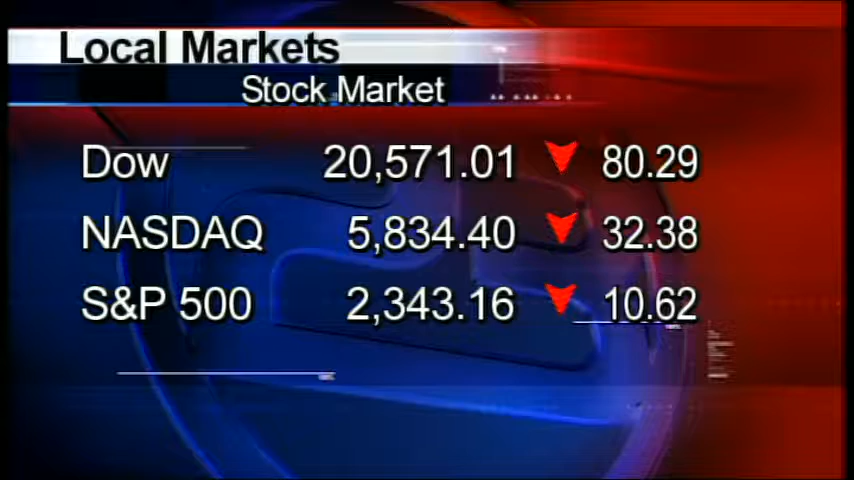 Local Markets
Stock Market
Dow 20,571.01 80.29
NASDAQ 5,834.40 32.38
S&P 500 2,343.16 10.62